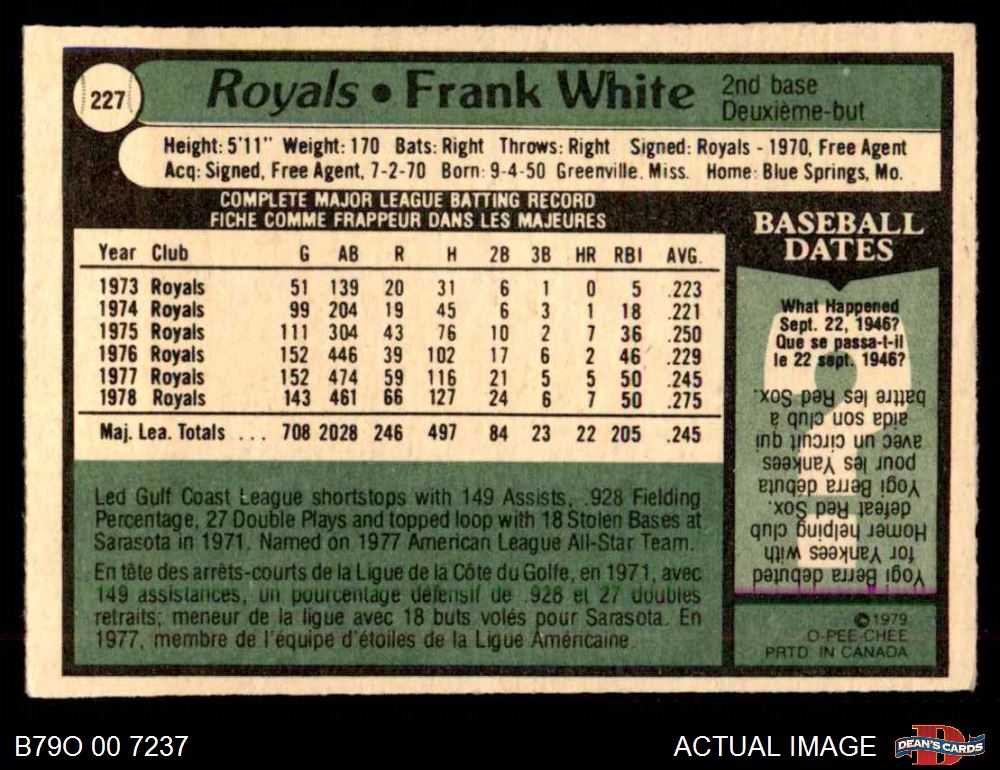 227
Royals • Frank White
2nd base
Deuxième-but
Height: 5'11" Weight: 170 Bats: Right Throws: Right Signed: Royals - 1970, Free Agent
Acq: Signed, Free Agent, 7-2-70 Born: 9-4-50 Greenville. Miss. Home: Blue Springs, Mo.
COMPLETE MAJOR LEAGUE BATTING RECORD
FICHE COMME FRAPPEUR DANS LES MAJEURES
Year Club G AB R H 2B 3B HR RBI AVG.
1973 Royals 51 139 20 31 6 1 0 5 .223
1974 Royals 99 204 19 45 6 3 1 18 .221
1975 Royals 111 304 43 76 10 2 7 36 .250
1976 Royals 152 446 39 102 17 6 2 46 .229
1977 Royals 152 474 59 116 21 5 5 50 .245
1978 Royals 143 461 66 127 24 6 7 50 .275
Maj. Lea. Totals ... 708 2028 246 497 84 23 22 205 .245
Led Gulf Coast League shortstops with 149 Assists, .928 Fielding
Percentage, 27 Double Plays and topped loop with 18 Stolen Bases at
Sarasota in 1971. Named on 1977 American League All-Star Team.
En tête des arrêts-courts de la Ligue de la Côte du Golfe, en 1971, avec
149 assistances, un pourcentage défensif de .928 et 27 doubles
retraits; meneur de la ligue avec 18 buts volés pour Sarasota. En
1977, membre de l'équipe d'étoiles de la Ligue Américaine.
BASEBALL
DATES
What Happened
Sept. 22, 1946?
Que se passa-t-il
le 22 sept. 1946?
Yogi Berra debuted
for Yankees with
Homer helping club
defeat Red Sox.
Yogi Berra débuta
pour les Yankees
avec un circuit qui
aida son club à
battre les Red Sox.
©1979
O-PEE-CHEE
PRTD. IN CANADA
B79O 00 7237
ACTUAL IMAGE
D
DEAN'S CARDS